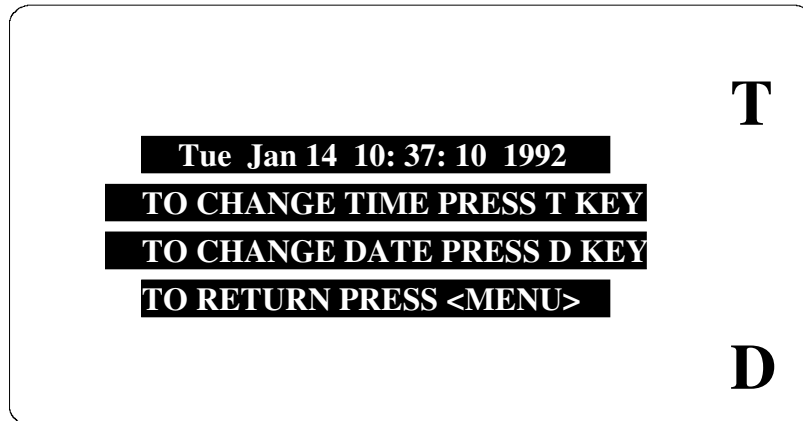 T
Tue Jan 14 10: 37: 10 1992
TO CHANGE TIME PRESS T KEY
TO CHANGE DATE PRESS D KEY
TO RETURN PRESS <MENU>
D